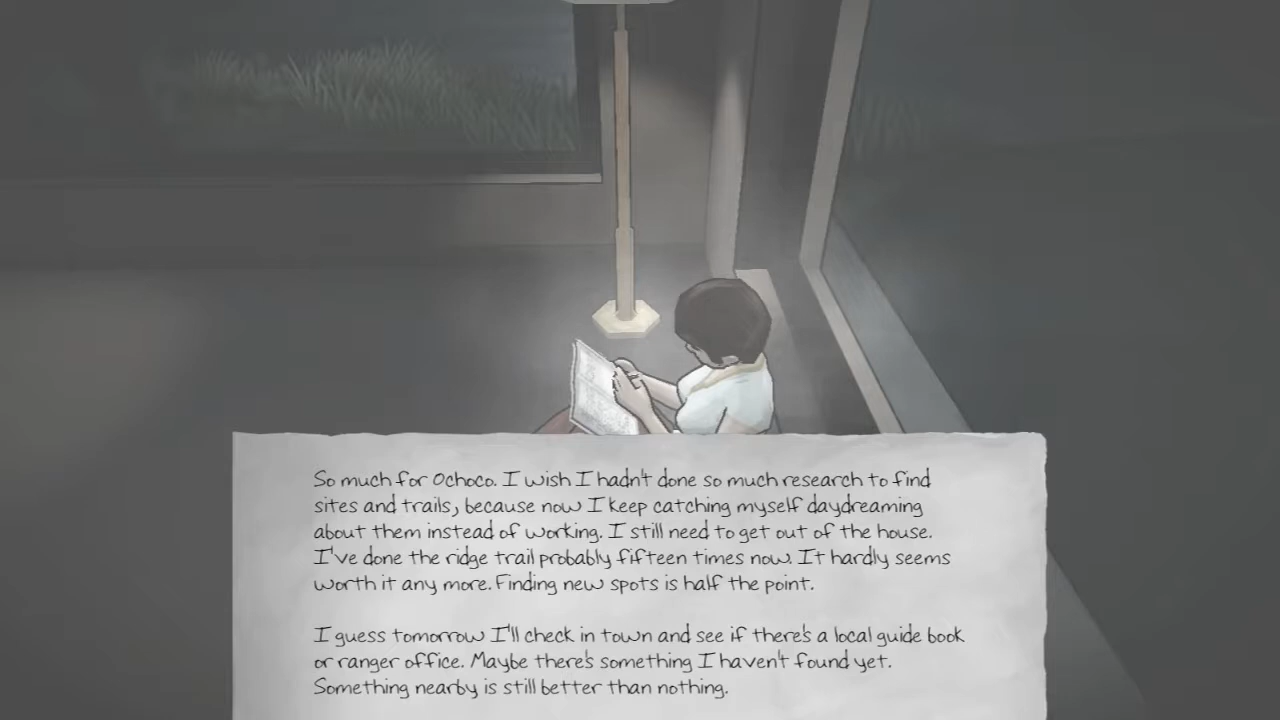 So much for Ochoco. I wish I hadn't done so much research to find
sites and trails, because now I keep catching myself daydreaming
about them instead of working. I still need to get out of the house.
I've done the ridge trail probably fifteen times now. It hardly seems
worth it any more. Finding new spots is half the point.
I guess tomorrow I'll check in town and see if there's a local guide book
or ranger office. Maybe there's something I haven't found yet.
Something nearby is still better than nothing.